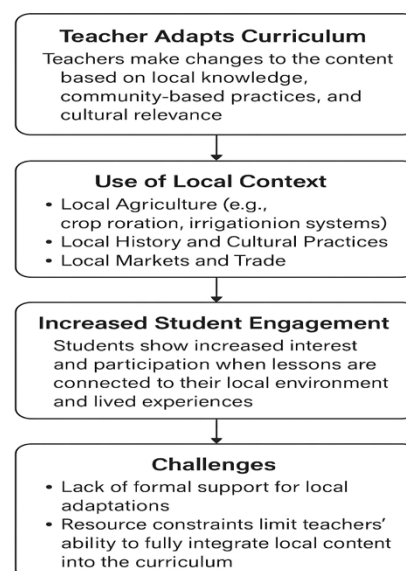 Teacher Adapts Curriculum
Teachers make changes to the content
based on local knowledge,
community-based practices, and
cultural relevance
Use of Local Context
• Local Agriculture (e.g.,
crop roration, irrigationion systems)
• Local History and Cultural Practices
• Local Markets and Trade
Increased Student Engagement
Students show increased interest
and participation when lessons are
connected to their local environment
and lived experiences
Challenges
• Lack of formal support for local
adaptations
• Resource constraints limit teachers’
ability to fully integrate local content
into the curriculum